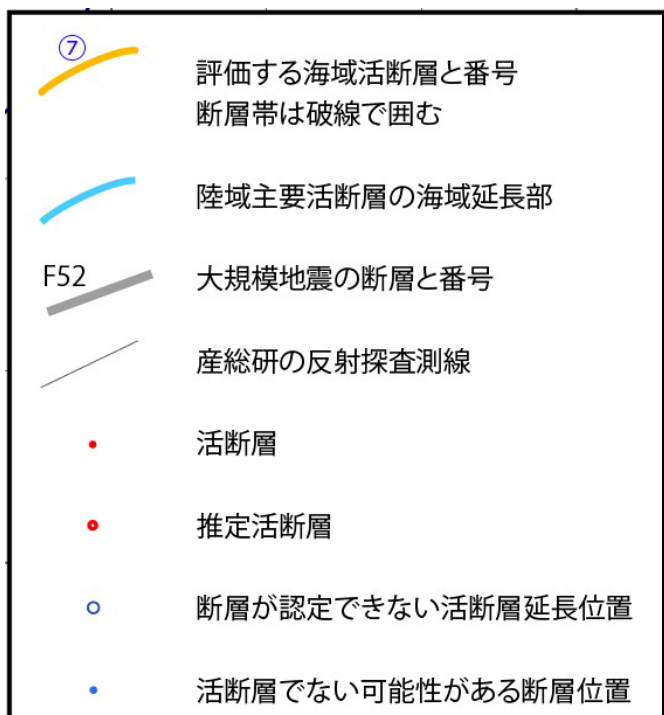 ⑦
評価する海域活断層と番号
断層帯は破線で囲む
陸域主要活断層の海域延長部
F52
大規模地震の断層と番号
産総研の反射探査測線
活断層
推定活断層
断層が認定できない活断層延長位置
活断層でない可能性がある断層位置